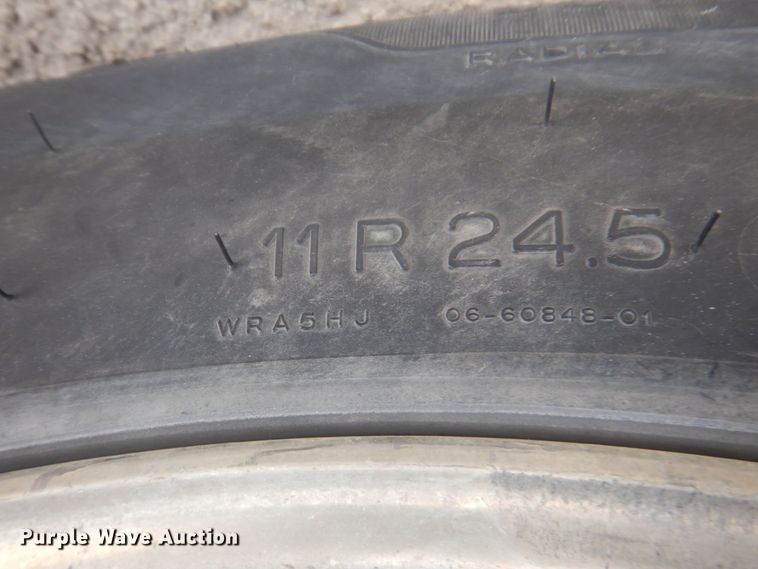 RADIAL
11 R 24.5
WRA5HJ 06-60848-01
Purple Wave Auction